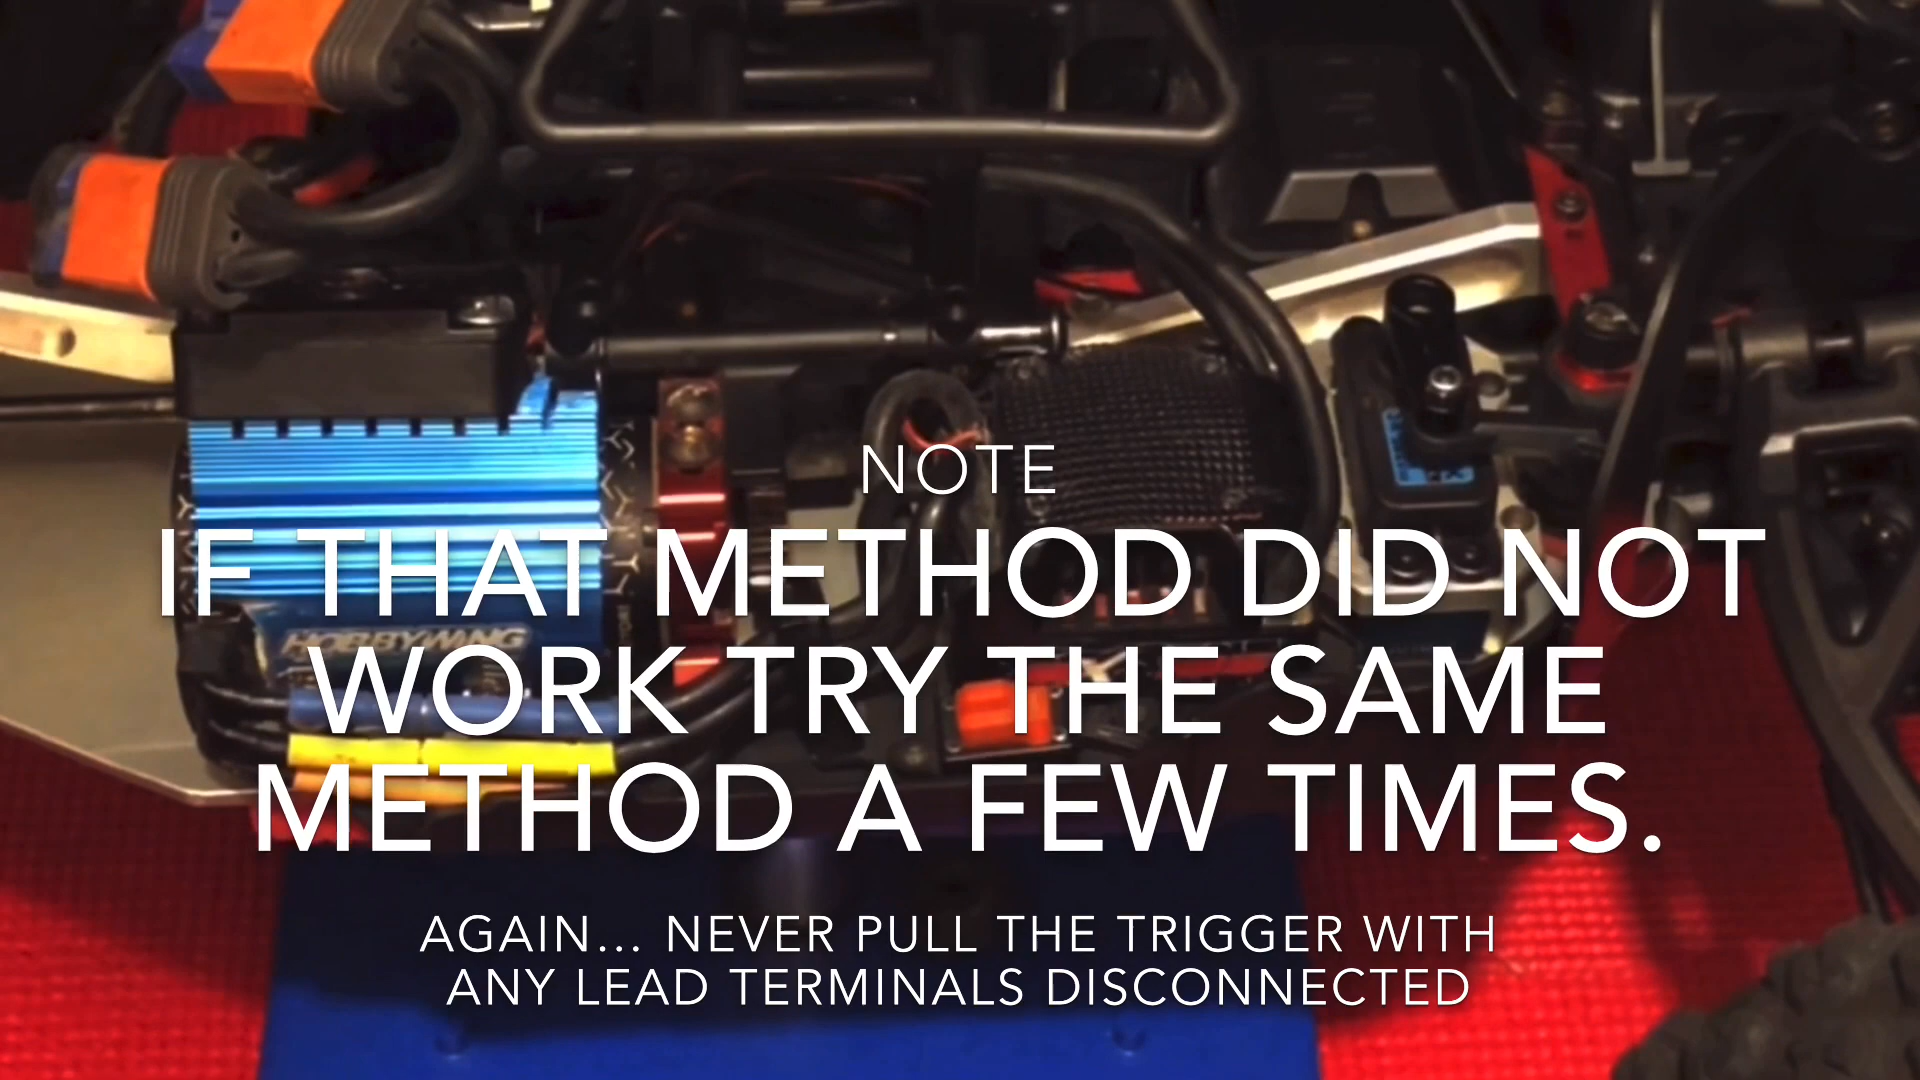 NOTE
IF THAT METHOD DID NOT
WORK TRY THE SAME
METHOD A FEW TIMES.
AGAIN... NEVER PULL THE TRIGGER WITH
ANY LEAD TERMINALS DISCONNECTED
HOBBYWING